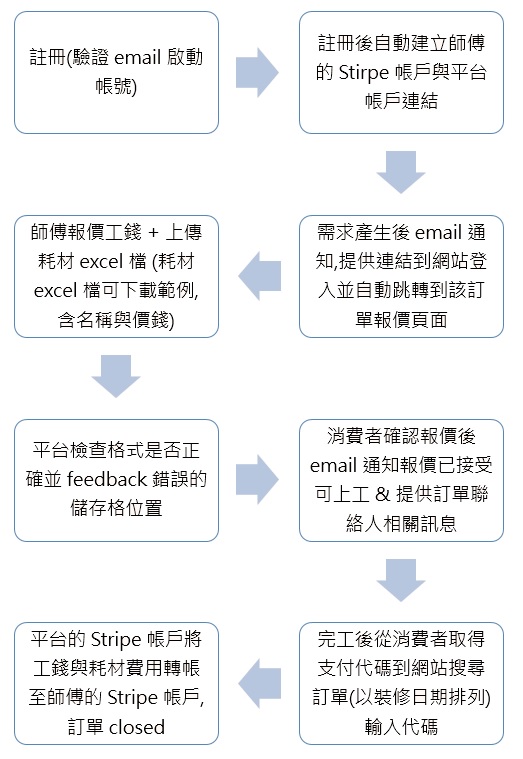 註冊(驗證 email 啟動
帳號)
註冊後自動建立師傅
的 Stirpe 帳戶與平台
帳戶連結
需求產生後 email 通
知,提供連結到網站登
入並自動跳轉到該訂
單報價頁面
師傅報價工錢 + 上傳
耗材 excel 檔 (耗材
excel 檔可下載範例,
含名稱與價錢)
平台檢查格式是否正
確並 feedback 錯誤的
儲存格位置
消費者確認報價後
email 通知報價已接受
可上工 & 提供訂單聯
絡人相關訊息
完工後從消費者取得
支付代碼到網站搜尋
訂單(以裝修日期排列)
輸入代碼
平台的 Stripe 帳戶將
工錢與耗材費用轉帳
至師傅的 Stripe 帳戶,
訂單 closed